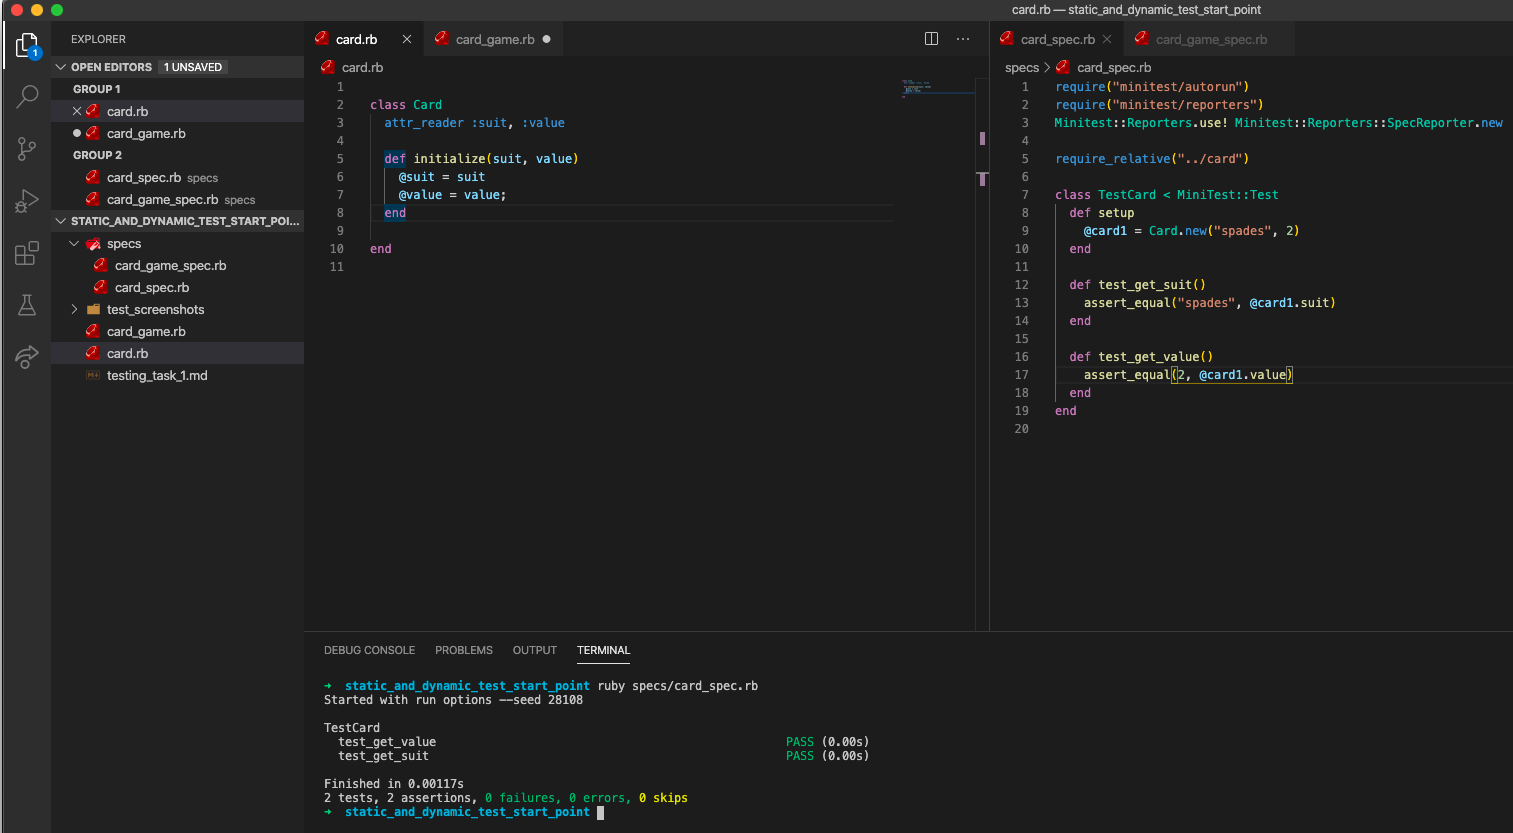 card.rb — static_and_dynamic_test_start_point
1
EXPLORER
OPEN EDITORS 1 UNSAVED
GROUP 1
card.rb
card_game.rb
GROUP 2
card_spec.rb specs
card_game_spec.rb specs
STATIC_AND_DYNAMIC_TEST_START_POI...
specs
card_game_spec.rb
card_spec.rb
test_screenshots
card_game.rb
card.rb
testing_task_1.md
card.rb
card_game.rb
card.rb
1
2 class Card
3 attr_reader :suit, :value
4
5 def initialize(suit, value)
6 @suit = suit
7 @value = value;
8 end
9
10 end
11
card_spec.rb
card_game_spec.rb
specs > card_spec.rb
1 require("minitest/autorun")
2 require("minitest/reporters")
3 Minitest::Reporters.use! Minitest::Reporters::SpecReporter.new
4
5 require_relative("../card")
6
7 class TestCard < MiniTest::Test
8 def setup
9 @card1 = Card.new("spades", 2)
10 end
11
12 def test_get_suit()
13 assert_equal("spades", @card1.suit)
14 end
15
16 def test_get_value()
17 assert_equal(2, @card1.value)
18 end
19 end
20
DEBUG CONSOLE PROBLEMS OUTPUT TERMINAL
→ static_and_dynamic_test_start_point ruby specs/card_spec.rb
Started with run options --seed 28108
TestCard
test_get_value PASS (0.00s)
test_get_suit PASS (0.00s)
Finished in 0.00117s
2 tests, 2 assertions, 0 failures, 0 errors, 0 skips
→ static_and_dynamic_test_start_point